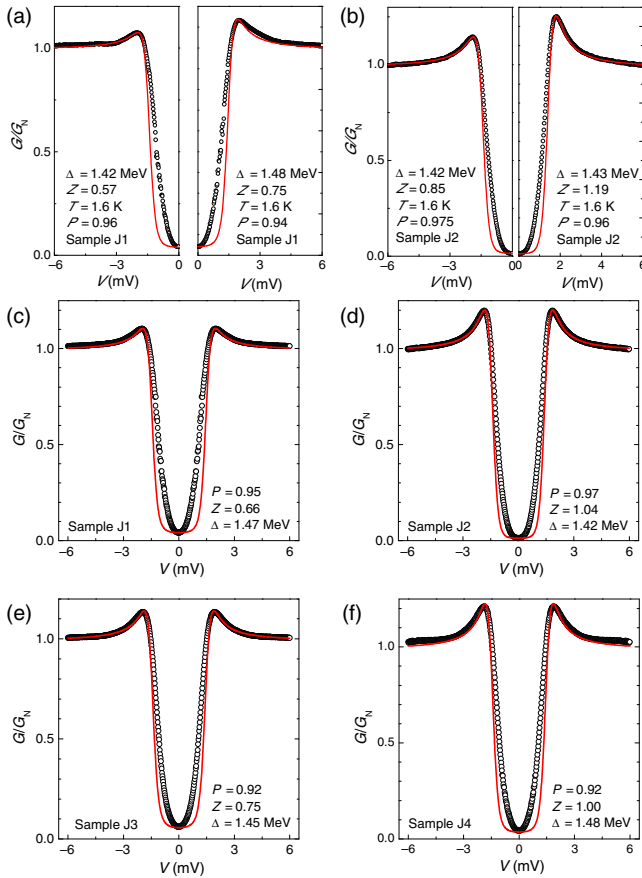 (a)
G/G_N
1.0
0.5
0.0
Δ = 1.42 MeV
Z = 0.57
T = 1.6 K
P = 0.96
Sample J1
−6 −3 0
V (mV)
Δ = 1.48 MeV
Z = 0.75
T = 1.6 K
P = 0.94
Sample J1
0 2 4 6
V (mV)
(b)
G/G_N
1.0
0.5
0.0
Δ = 1.42 MeV
Z = 0.85
T = 1.6 K
P = 0.975
Sample J2
−6 −4 −2 0
V (mV)
Δ = 1.43 MeV
Z = 1.19
T = 1.6 K
P = 0.96
Sample J2
0 2 4 6
V (mV)
(c)
G/G_N
1.0
0.5
0.0
P = 0.95
Z = 0.66
Sample J1 Δ = 1.47 MeV
−6 −3 0 3 6
V (mV)
(d)
G/G_N
1.0
0.5
0.0
P = 0.97
Z = 1.04
Sample J2 Δ = 1.42 MeV
−6 −3 0 3 6
V (mV)
(e)
G/G_N
1.0
0.5
0.0
P = 0.92
Z = 0.75
Sample J3 Δ = 1.45 MeV
−6 −3 0 3 6
V (mV)
(f)
G/G_N
1.0
0.5
0.0
P = 0.92
Z = 1.00
Sample J4 Δ = 1.48 MeV
−6 −3 0 3 6
V (mV)